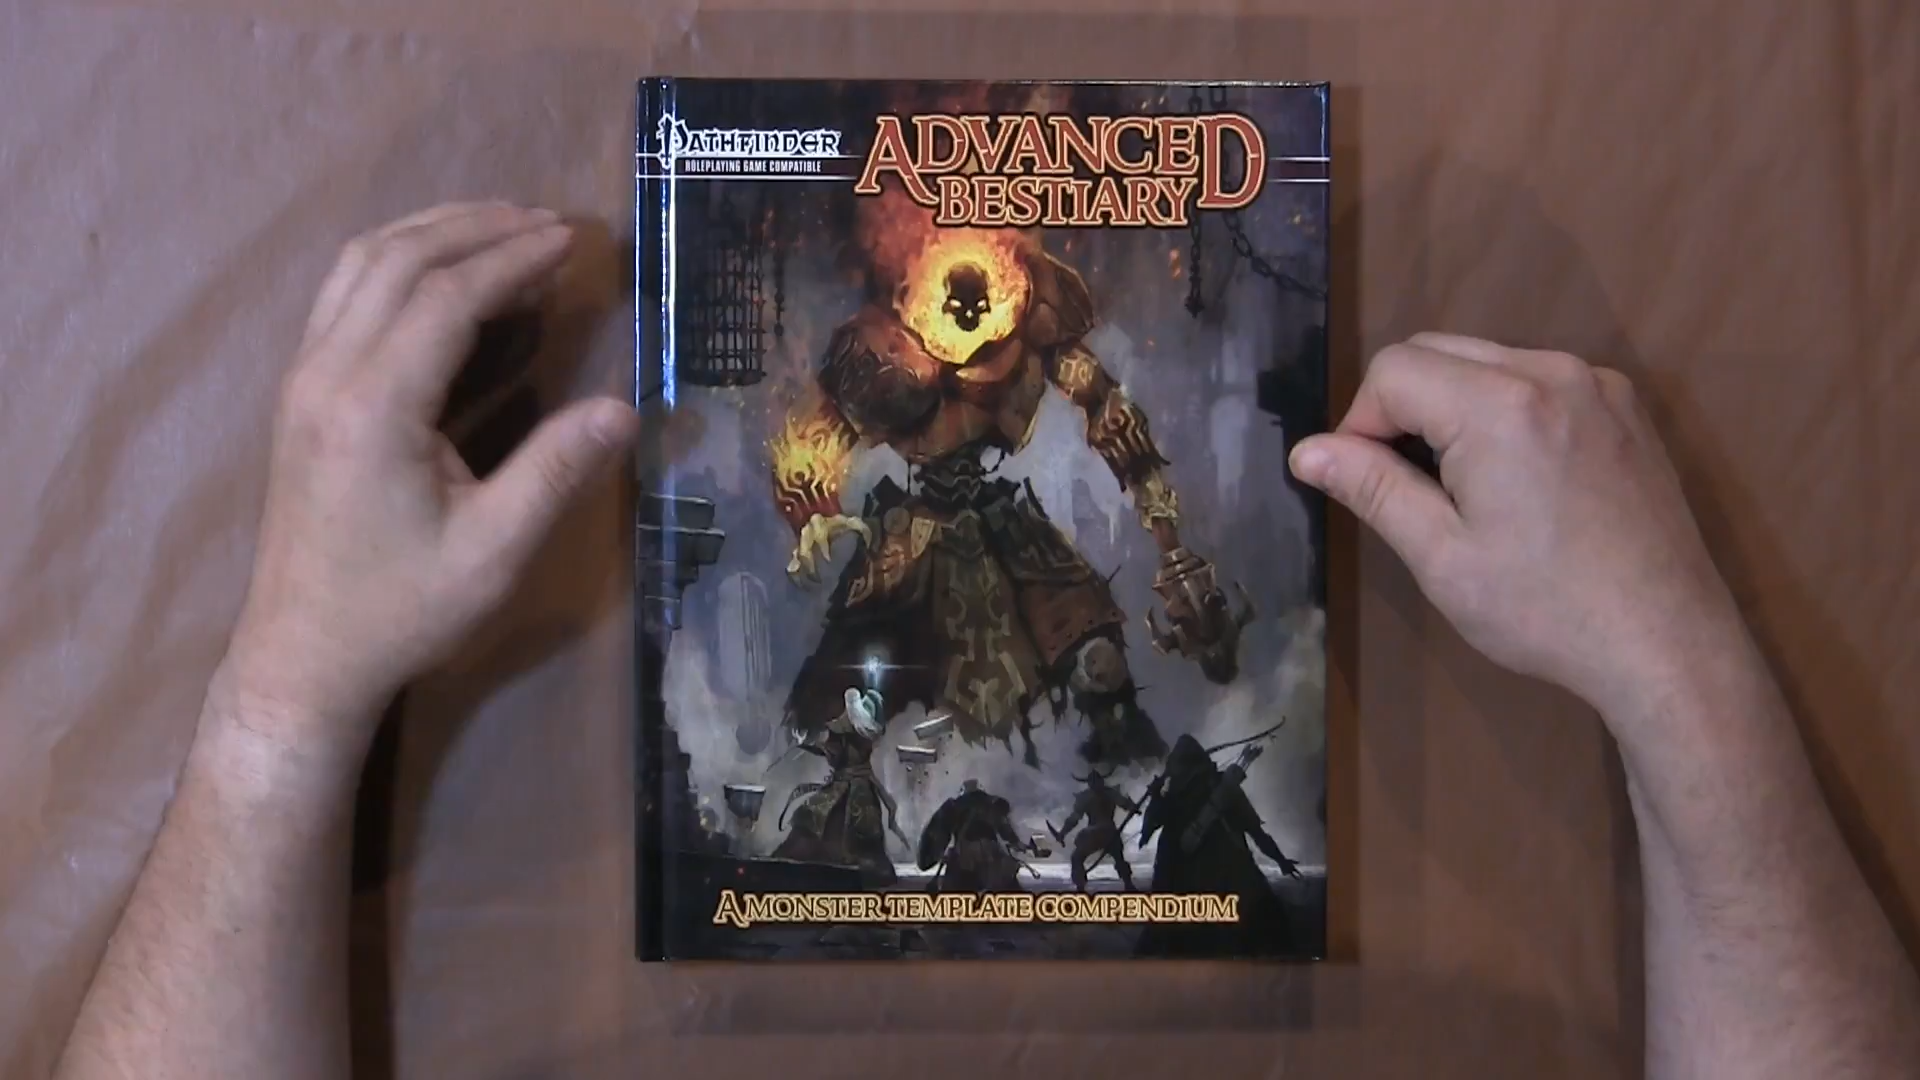 PATHFINDER
ROLEPLAYING GAME COMPATIBLE
ADVANCED
BESTIARY
A MONSTER TEMPLATE COMPENDIUM